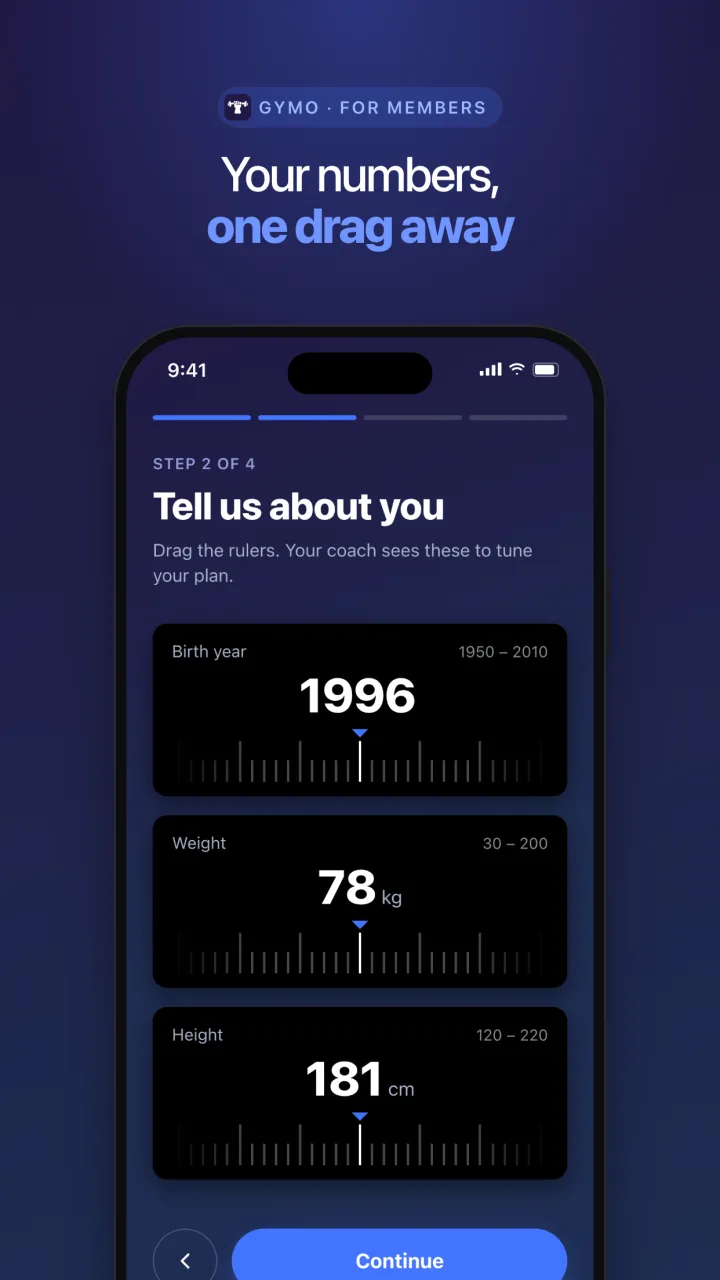 GYMO · FOR MEMBERS
Your numbers,
one drag away
9:41
STEP 2 OF 4
Tell us about you
Drag the rulers. Your coach sees these to tune
your plan.
Birth year
1950 – 2010
1996
Weight
30 – 200
78 kg
Height
120 – 220
181 cm
Continue